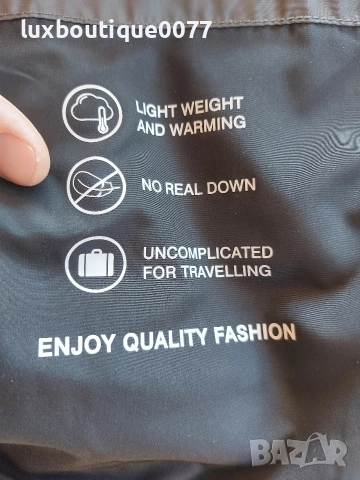 luxboutique0077
LIGHT WEIGHT
AND WARMING
NO REAL DOWN
UNCOMPLICATED
FOR TRAVELLING
ENJOY QUALITY FASHION
BAZAR